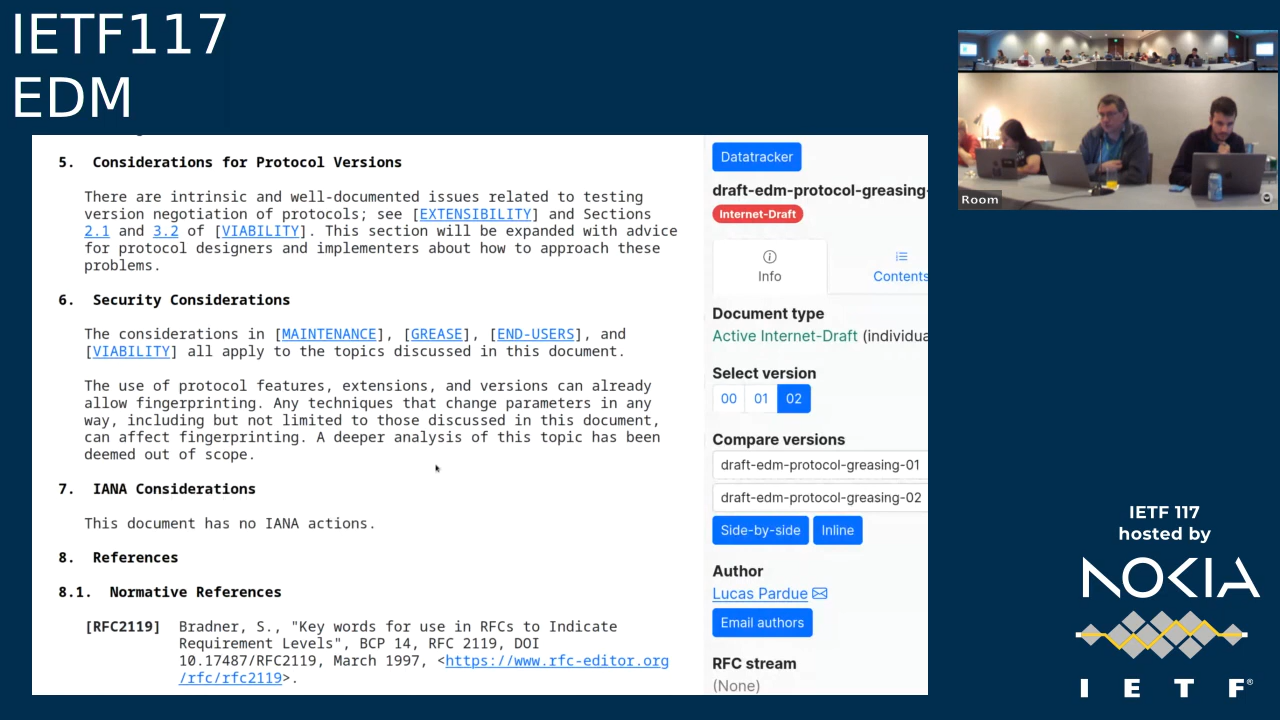 IETF117
EDM
5. Considerations for Protocol Versions
There are intrinsic and well-documented issues related to testing
version negotiation of protocols; see [EXTENSIBILITY] and Sections
2.1 and 3.2 of [VIABILITY]. This section will be expanded with advice
for protocol designers and implementers about how to approach these
problems.
6. Security Considerations
The considerations in [MAINTENANCE], [GREASE], [END-USERS], and
[VIABILITY] all apply to the topics discussed in this document.
The use of protocol features, extensions, and versions can already
allow fingerprinting. Any techniques that change parameters in any
way, including but not limited to those discussed in this document,
can affect fingerprinting. A deeper analysis of this topic has been
deemed out of scope.
7. IANA Considerations
This document has no IANA actions.
8. References
8.1. Normative References
[RFC2119] Bradner, S., "Key words for use in RFCs to Indicate
Requirement Levels", BCP 14, RFC 2119, DOI
10.17487/RFC2119, March 1997, <https://www.rfc-editor.org
/rfc/rfc2119>.
Datatracker
draft-edm-protocol-greasing-
Internet-Draft
Info
Contents
Document type
Active Internet-Draft (individua
Select version
00 01 02
Compare versions
draft-edm-protocol-greasing-01
draft-edm-protocol-greasing-02
Side-by-side Inline
Author
Lucas Pardue
Email authors
RFC stream
(None)
Room
IETF 117
hosted by
NOKIA
I E T F®